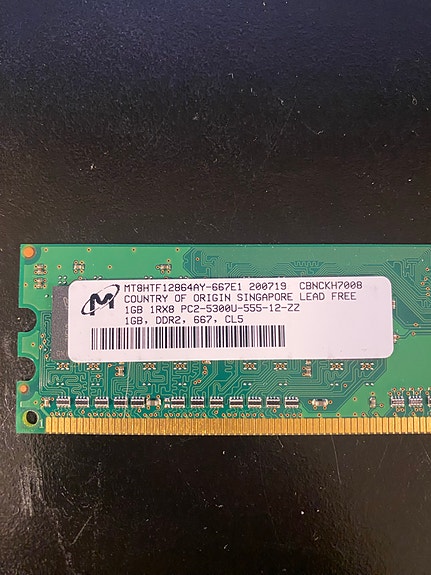 MT8HTF12864AY-667E1 200719 CBNCKH7008
COUNTRY OF ORIGIN SINGAPORE LEAD FREE
1GB 1RX8 PC2-5300U-555-12-ZZ
1GB, DDR2, 667, CL5